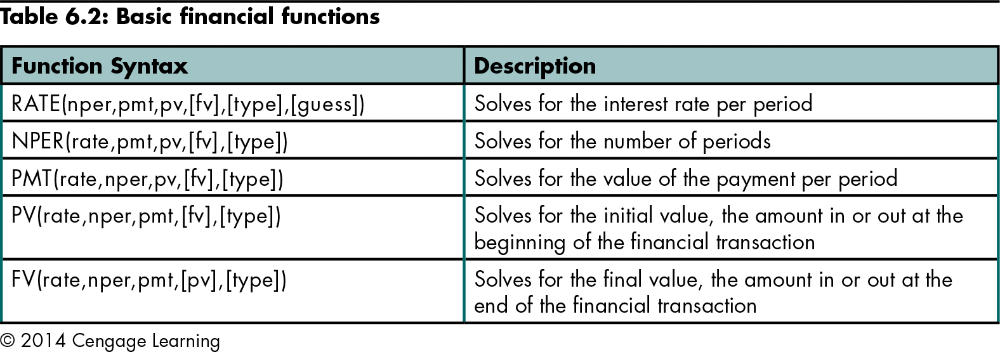 Table 6.2: Basic financial functions
Function Syntax
Description
RATE(nper,pmt,pv,[fv],[type],[guess])
Solves for the interest rate per period
NPER(rate,pmt,pv,[fv],[type])
Solves for the number of periods
PMT(rate,nper,pv,[fv],[type])
Solves for the value of the payment per period
PV(rate,nper,pmt,[fv],[type])
Solves for the initial value, the amount in or out at the
beginning of the financial transaction
FV(rate,nper,pmt,[pv],[type])
Solves for the final value, the amount in or out at the
end of the financial transaction
© 2014 Cengage Learning